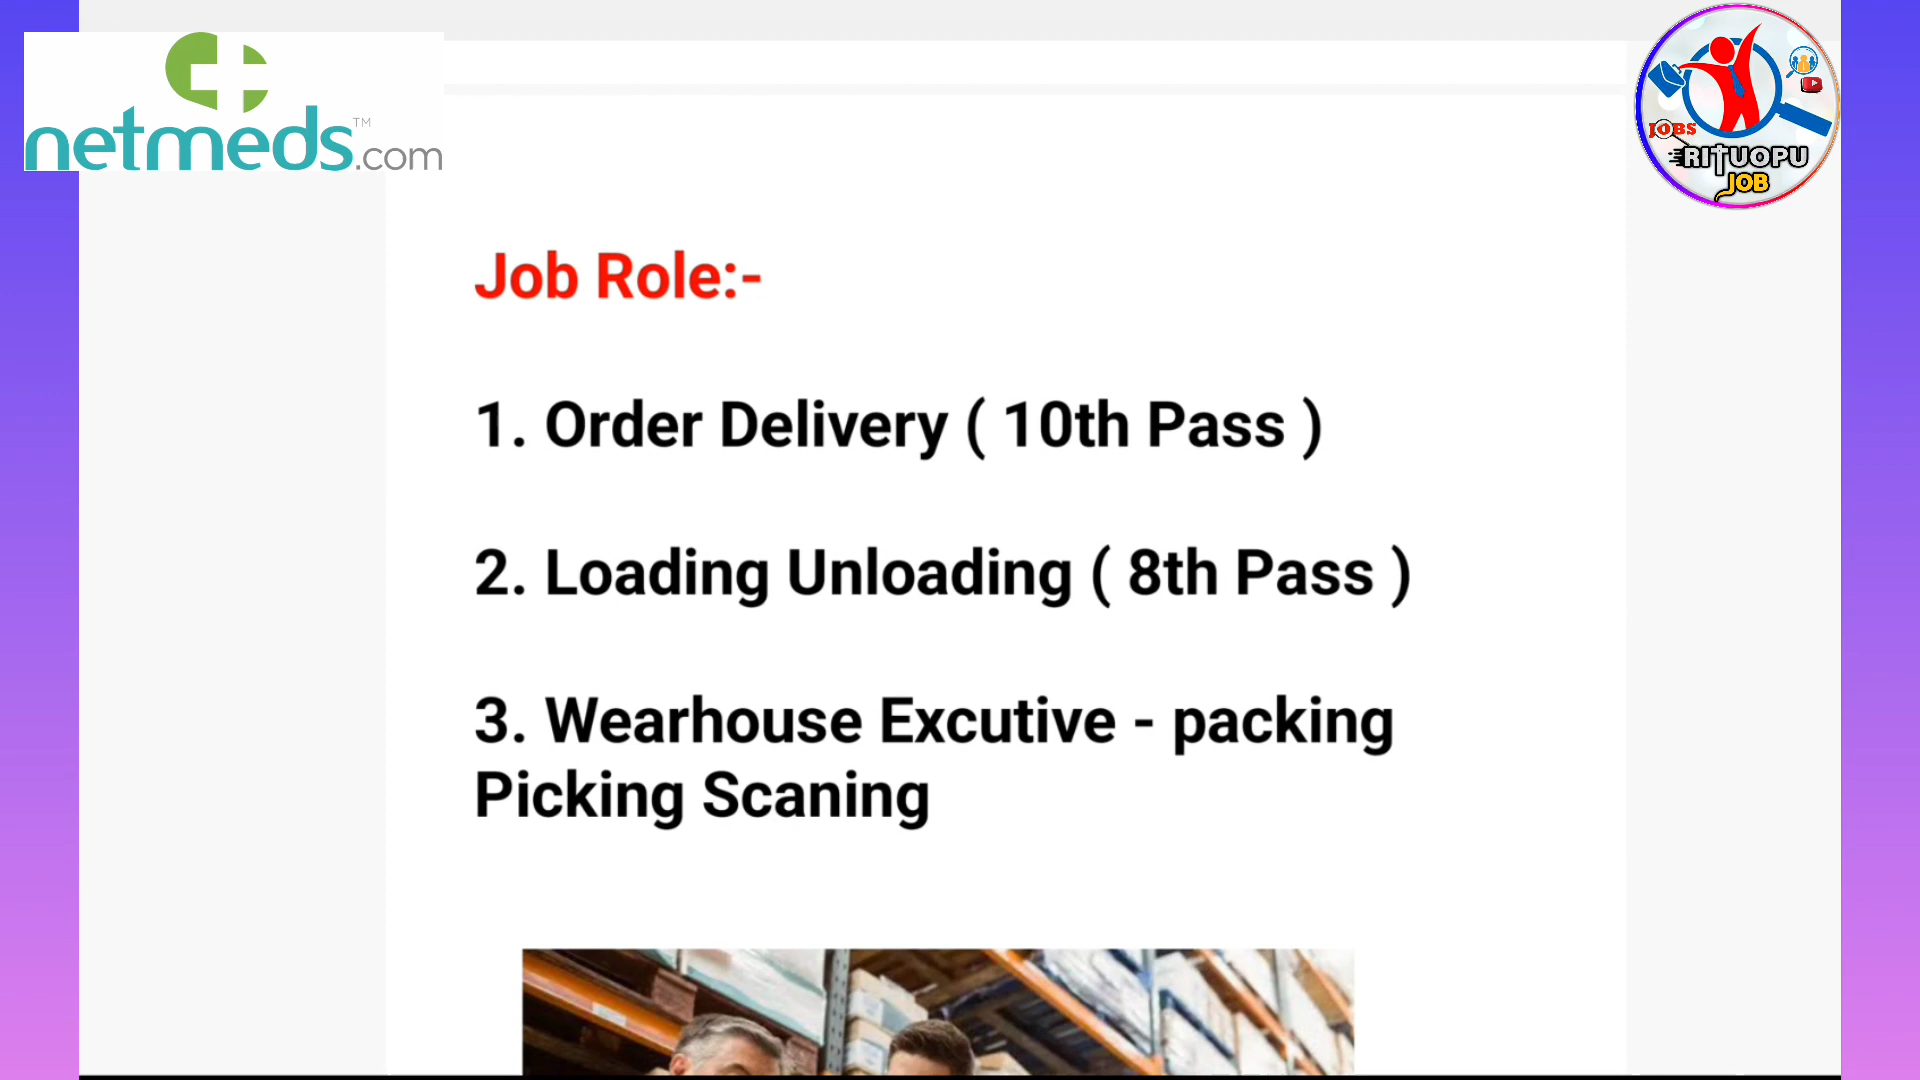 netmeds.com
TM
JOBS
RITUOPU
JOB
Job Role:-
1. Order Delivery ( 10th Pass )
2. Loading Unloading ( 8th Pass )
3. Wearhouse Excutive - packing
Picking Scaning